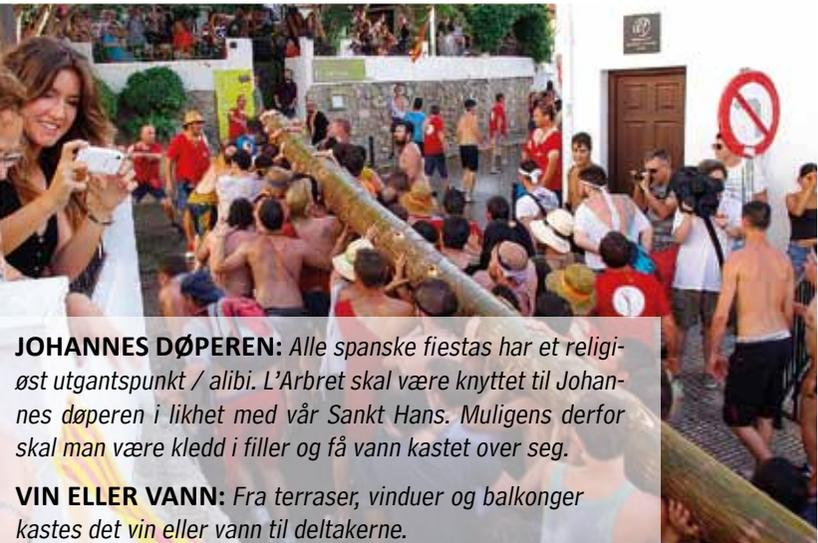 JOHANNES DØPEREN: Alle spanske fiestas har et religi-
øst utgantspunkt / alibi. L’Arbret skal være knyttet til Johan-
nes døperen i likhet med vår Sankt Hans. Muligens derfor
skal man være kledd i filler og få vann kastet over seg.
VIN ELLER VANN: Fra terraser, vinduer og balkonger
kastes det vin eller vann til deltakerne.